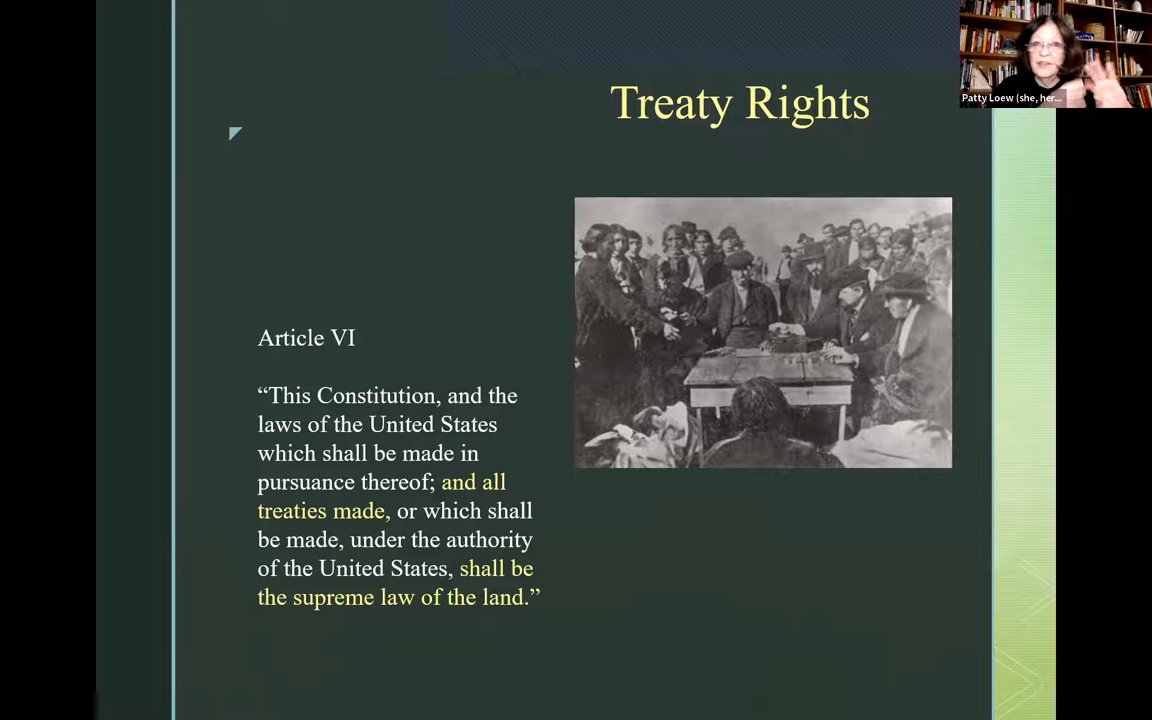 Patty Loew (she, her...
Treaty Rights
Article VI
“This Constitution, and the
laws of the United States
which shall be made in
pursuance thereof; and all
treaties made, or which shall
be made, under the authority
of the United States, shall be
the supreme law of the land.”